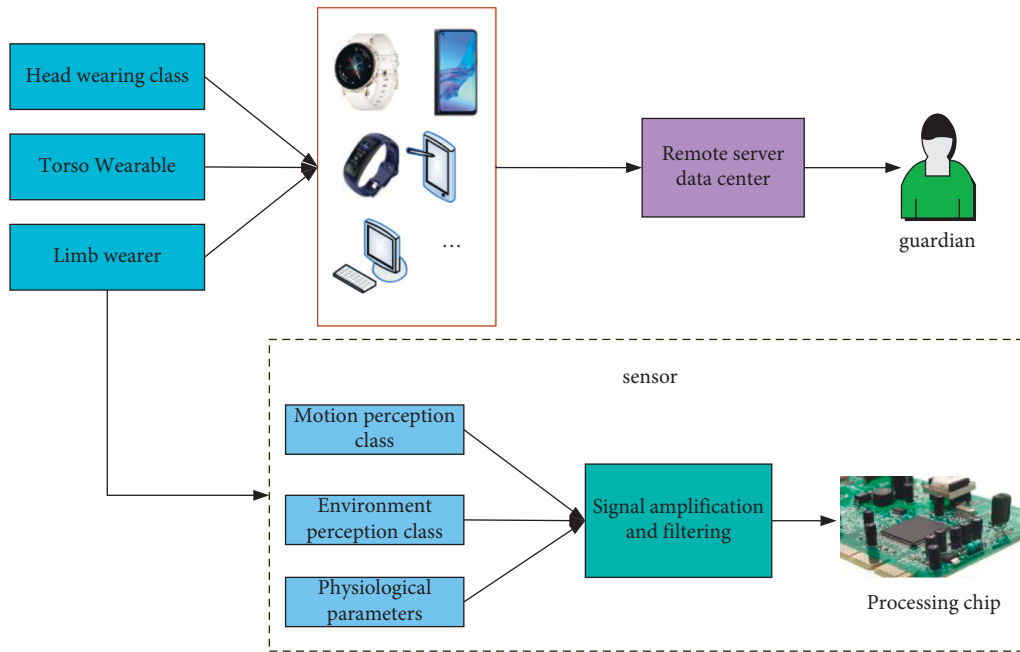 Head wearing class
Torso Wearable
Limb wearer
...
Remote server
data center
guardian
sensor
Motion perception
class
Environment
perception class
Physiological
parameters
Signal amplification
and filtering
Processing chip